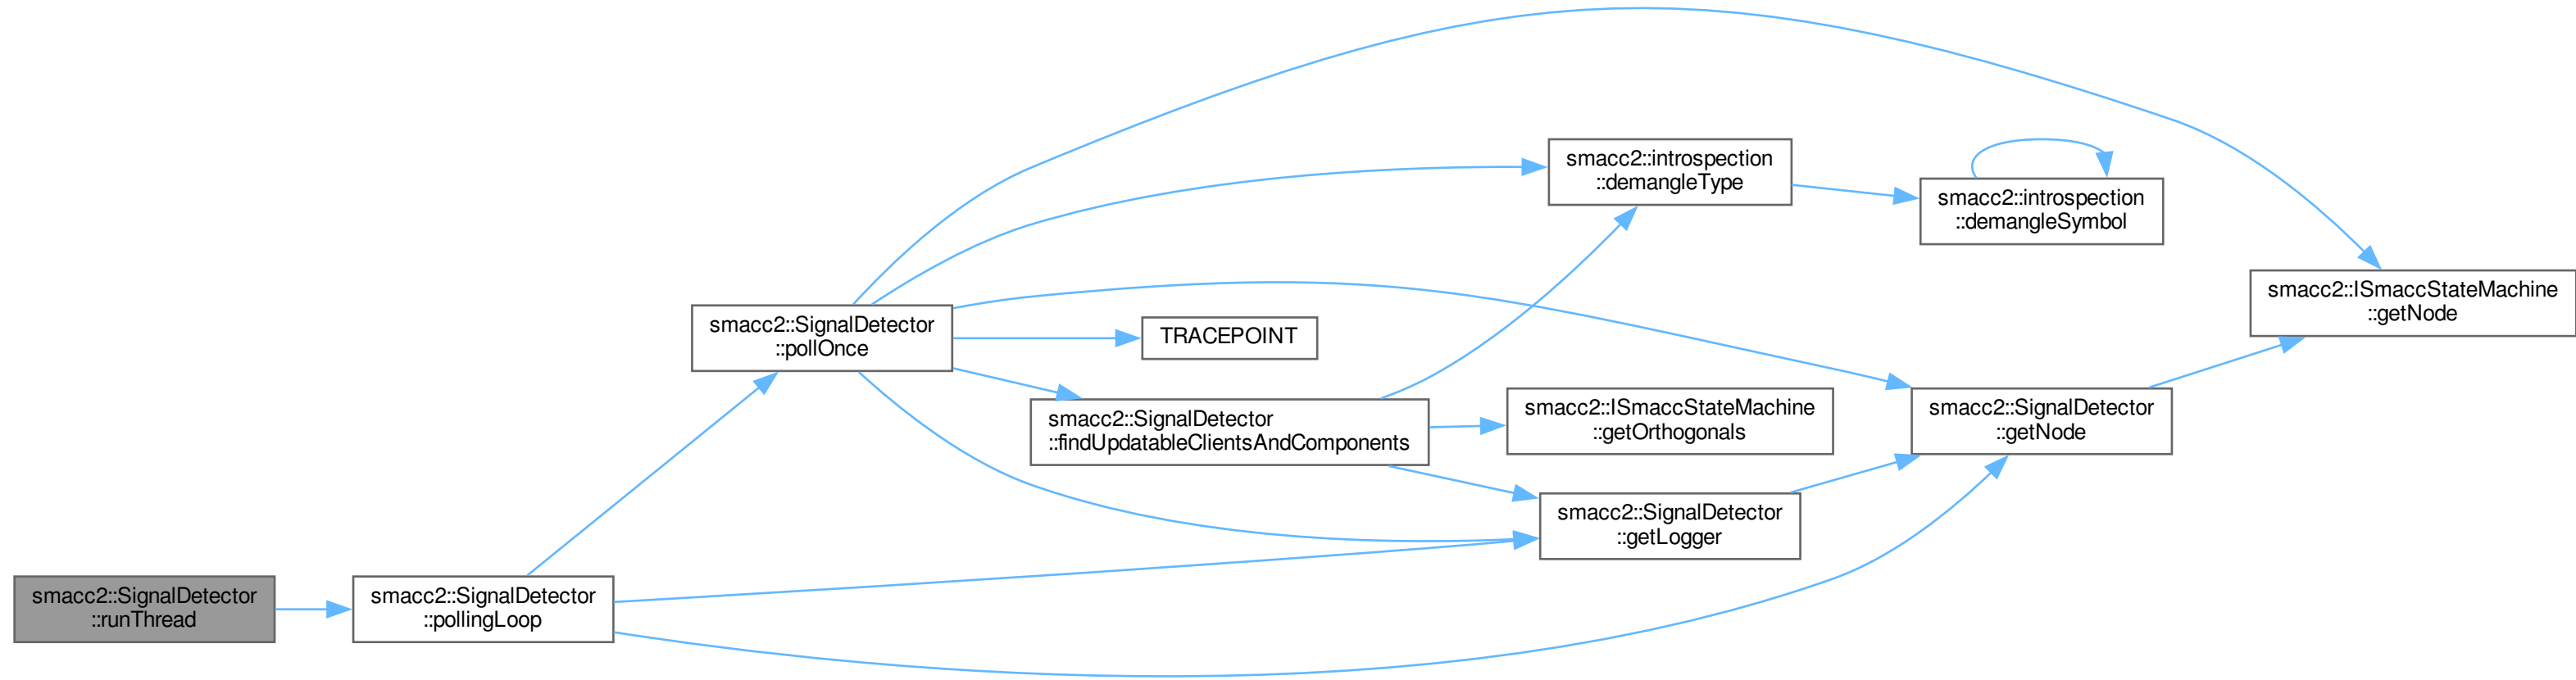 smacc2::introspection
::demangleType
smacc2::introspection
::demangleSymbol
smacc2::ISmaccStateMachine
::getNode
smacc2::SignalDetector
::pollOnce
TRACEPOINT
smacc2::SignalDetector
::findUpdatableClientsAndComponents
smacc2::ISmaccStateMachine
::getOrthogonals
smacc2::SignalDetector
::getNode
smacc2::SignalDetector
::getLogger
smacc2::SignalDetector
::runThread
smacc2::SignalDetector
::pollingLoop